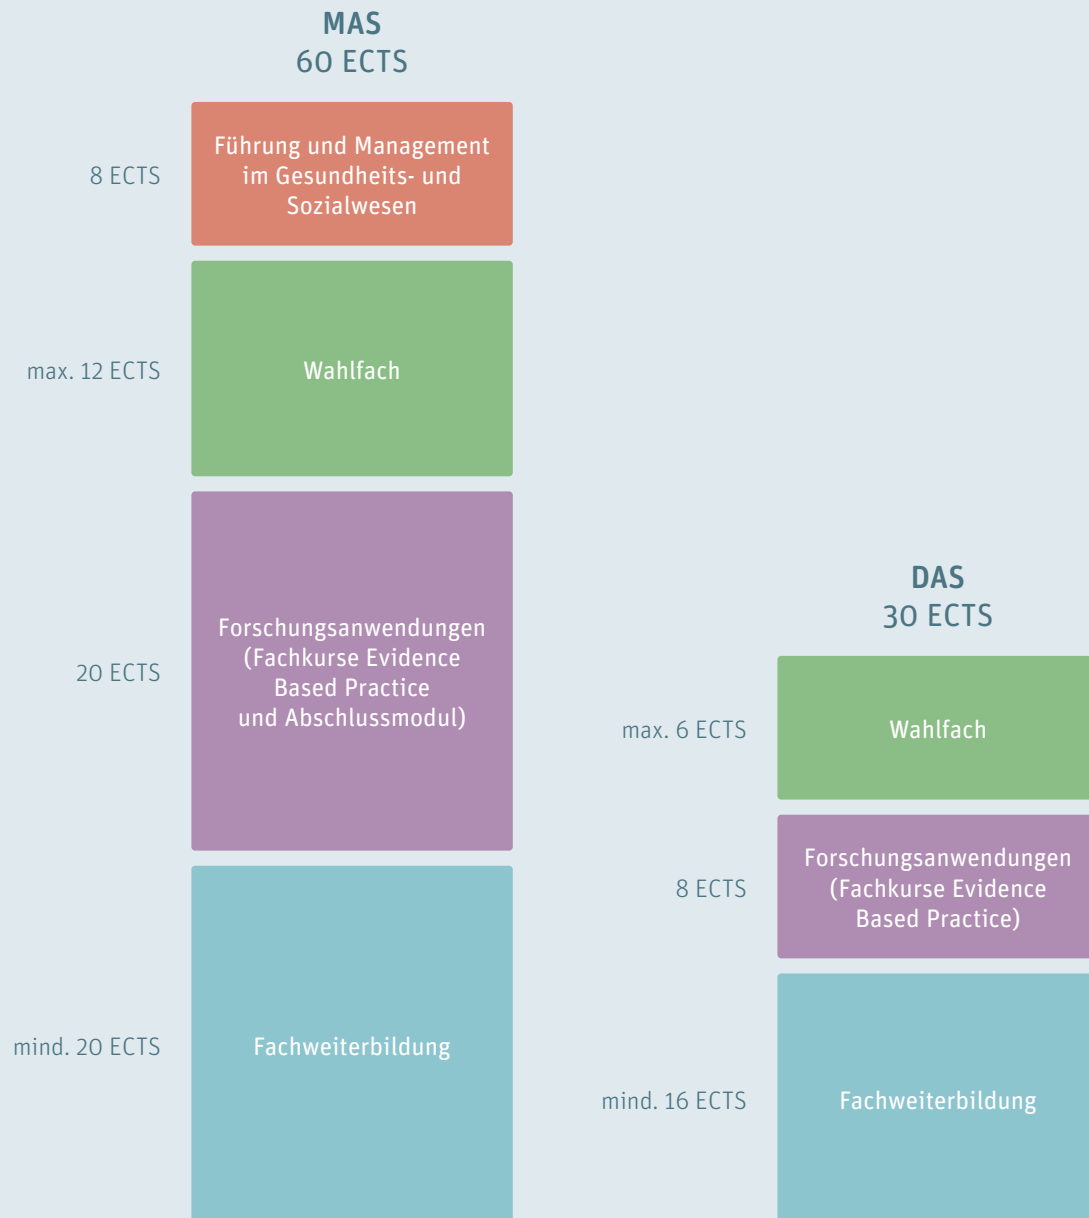 MAS
60 ECTS
8 ECTS
Führung und Management
im Gesundheits- und
Sozialwesen
max. 12 ECTS
Wahlfach
20 ECTS
Forschungsanwendungen
(Fachkurse Evidence
Based Practice
und Abschlussmodul)
mind. 20 ECTS
Fachweiterbildung
DAS
30 ECTS
max. 6 ECTS
Wahlfach
8 ECTS
Forschungsanwendungen
(Fachkurse Evidence
Based Practice)
mind. 16 ECTS
Fachweiterbildung